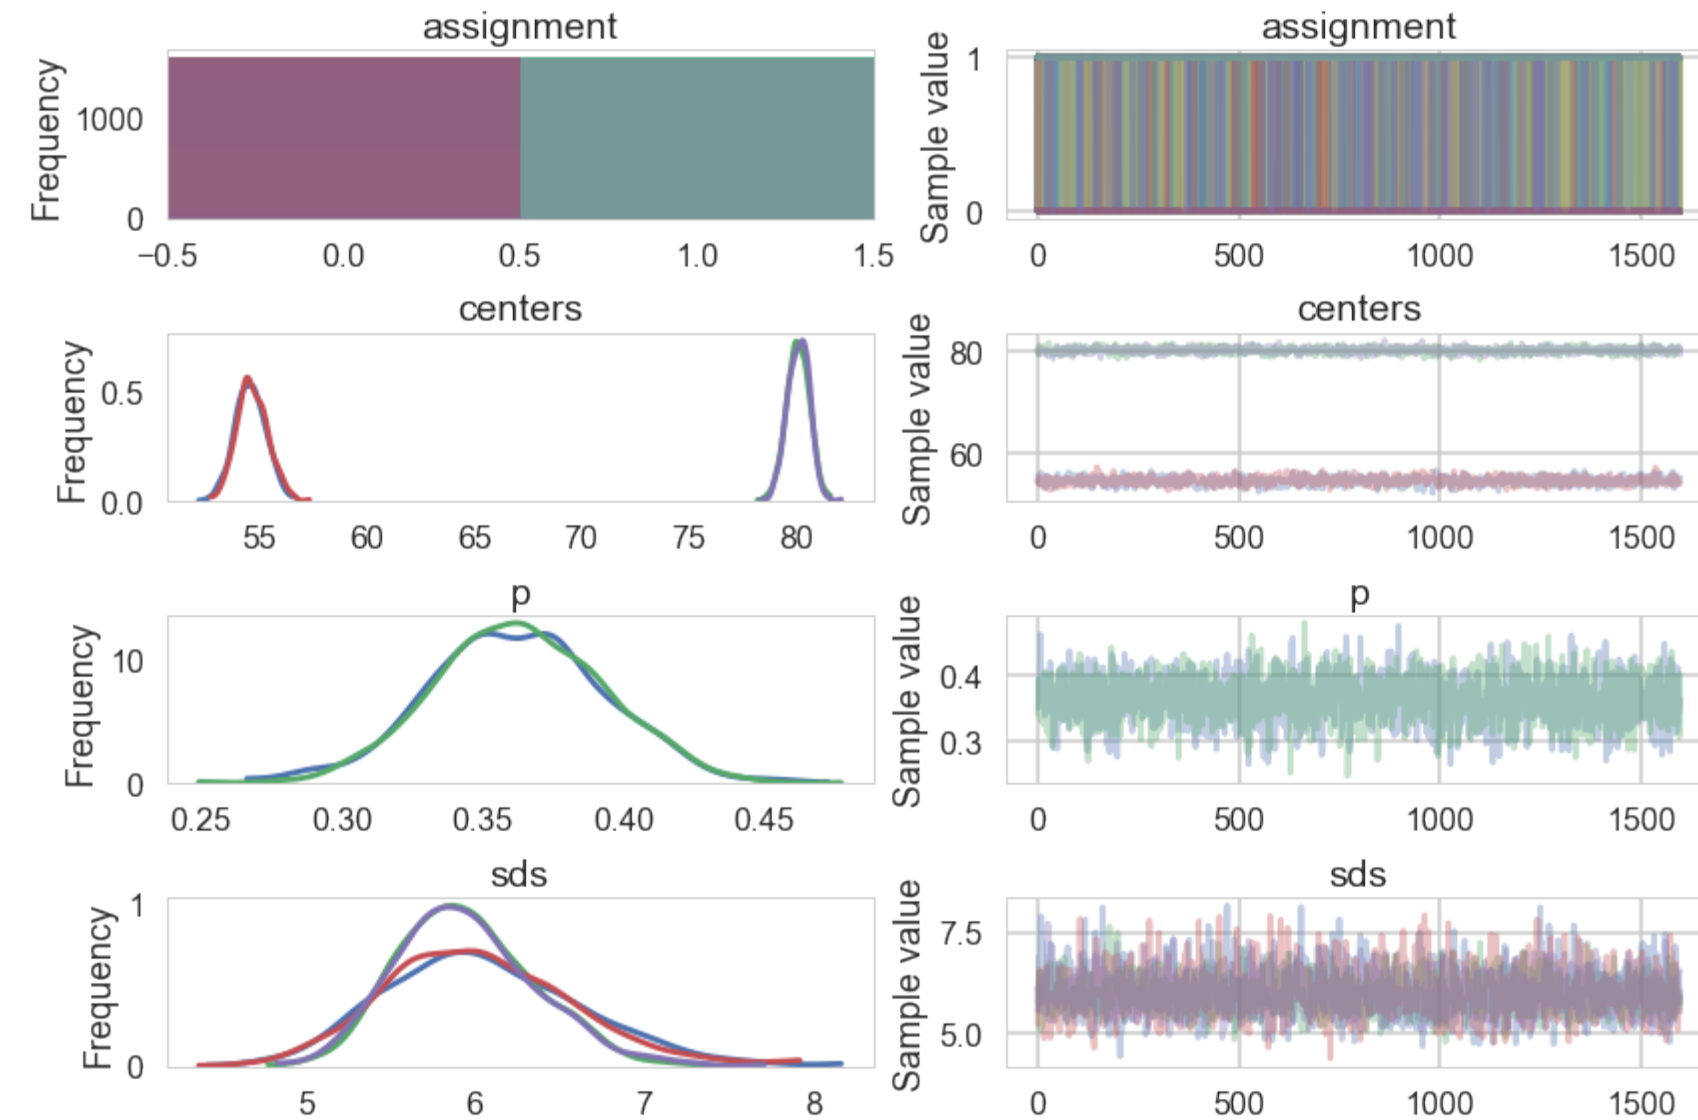 assignment
Frequency
1000
0
−0.5 0.0 0.5 1.0 1.5
assignment
Sample value
1
0
0 500 1000 1500
centers
Frequency
0.5
0.0
55 60 65 70 75 80
centers
Sample value
80
60
0 500 1000 1500
p
Frequency
10
0
0.25 0.30 0.35 0.40 0.45
p
Sample value
0.4
0.3
0 500 1000 1500
sds
Frequency
1
0
5 6 7 8
sds
Sample value
7.5
5.0
0 500 1000 1500